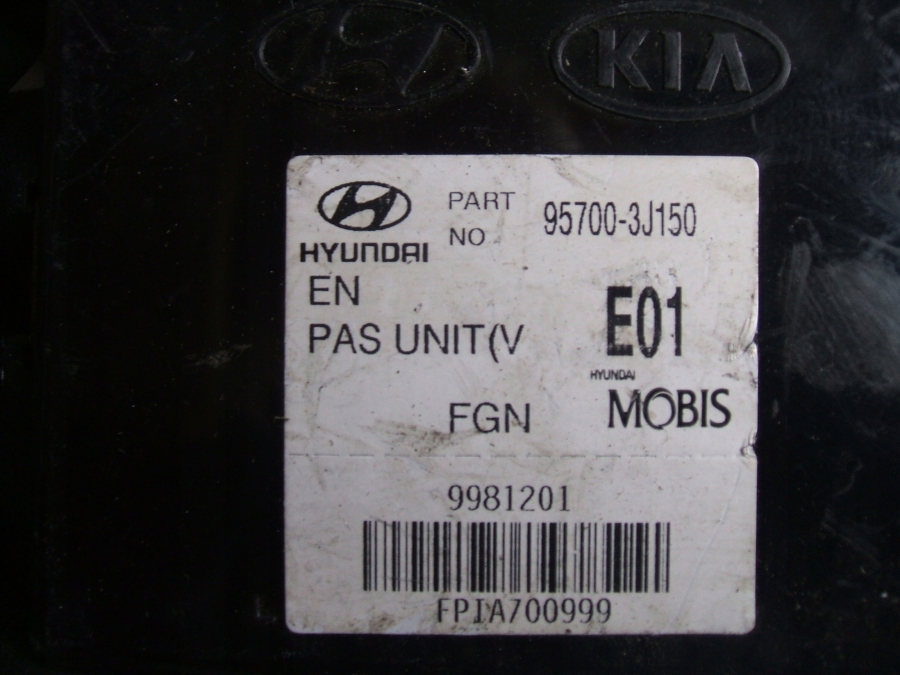 KIA
HYUNDAI
PART
NO
95700-3J150
EN
PAS UNIT(V
E01
HYUNDAI
MOBIS
FGN
9981201
FPIA700999